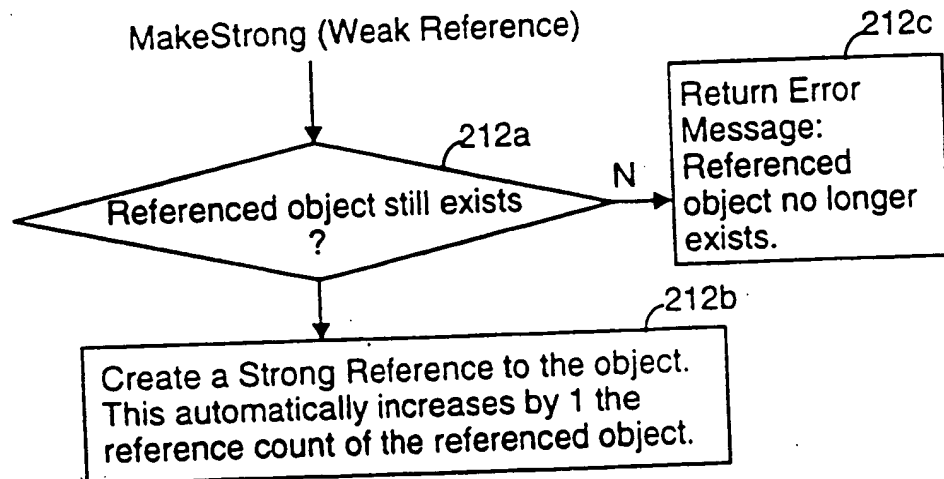 MakeStrong (Weak Reference)
212c
Return Error
Message:
Referenced
object no longer
exists.
212a
N
Referenced object still exists
?
212b
Create a Strong Reference to the object.
This automatically increases by 1 the
reference count of the referenced object.